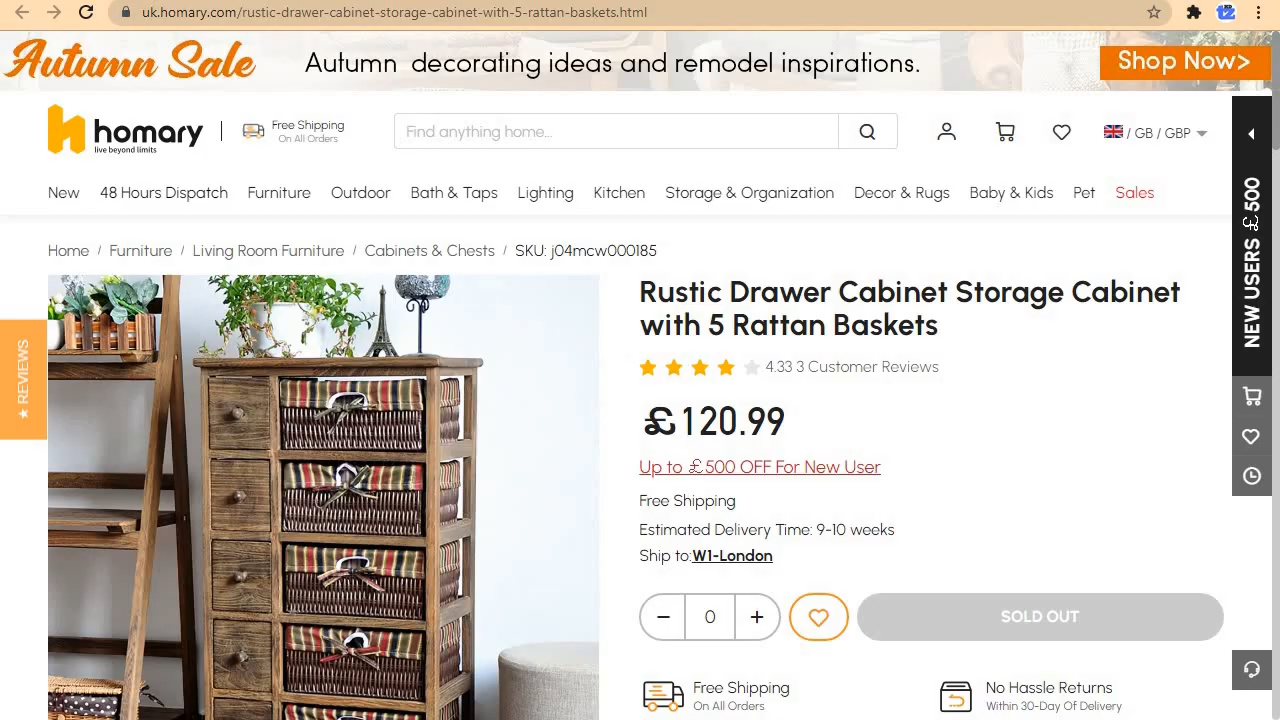 uk.homary.com/rustic-drawer-cabinet-storage-cabinet-with-5-rattan-baskets.html
Autumn Sale
Autumn decorating ideas and remodel inspirations.
Shop Now>
homary
live beyond limits
Free Shipping
On All Orders
Find anything home...
/ GB / GBP
New 48 Hours Dispatch Furniture Outdoor Bath & Taps Lighting Kitchen Storage & Organization Decor & Rugs Baby & Kids Pet Sales
NEW USERS £500
Home / Furniture / Living Room Furniture / Cabinets & Chests / SKU: j04mcw000185
★ REVIEWS
Rustic Drawer Cabinet Storage Cabinet
with 5 Rattan Baskets
4.33 3 Customer Reviews
£120.99
Up to £500 OFF For New User
Free Shipping
Estimated Delivery Time: 9-10 weeks
Ship to:W1-London
− 0 +
SOLD OUT
Free Shipping
On All Orders
No Hassle Returns
Within 30-Day Of Delivery